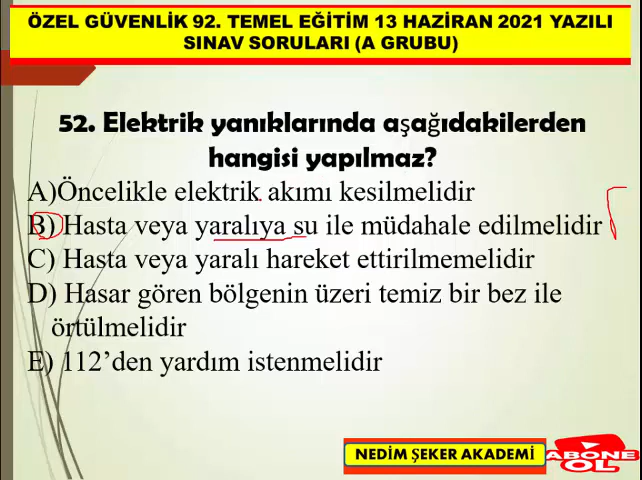 ÖZEL GÜVENLİK 92. TEMEL EĞİTİM 13 HAZİRAN 2021 YAZILI
SINAV SORULARI (A GRUBU)
52. Elektrik yanıklarında aşağıdakilerden
hangisi yapılmaz?
A)Öncelikle elektrik akımı kesilmelidir
B) Hasta veya yaralıya su ile müdahale edilmelidir
C) Hasta veya yaralı hareket ettirilmemelidir
D) Hasar gören bölgenin üzeri temiz bir bez ile
örtülmelidir
E) 112’den yardım istenmelidir
NEDİM ŞEKER AKADEMİ
ABONE
OL